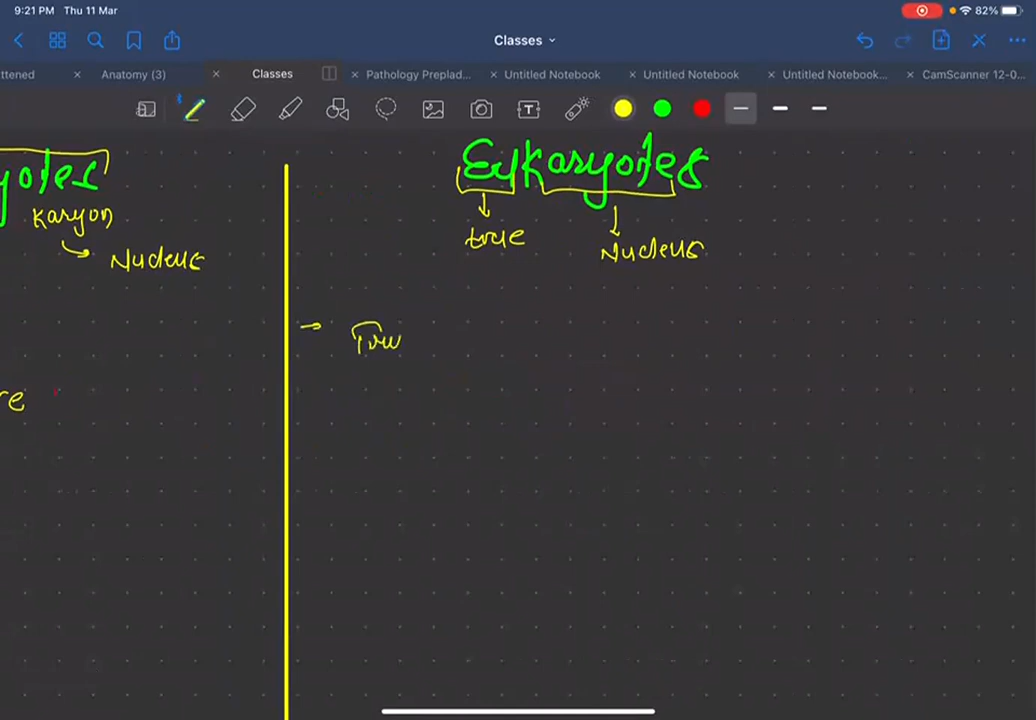 9:21 PM Thu 11 Mar
82%
Classes
ttened
Anatomy (3)
Classes
Pathology Preplad...
Untitled Notebook
Untitled Notebook
Untitled Notebook...
CamScanner 12-0...
T
yotes
Eukaryotes
Karyon
true
Nucleus
Nucleus
re